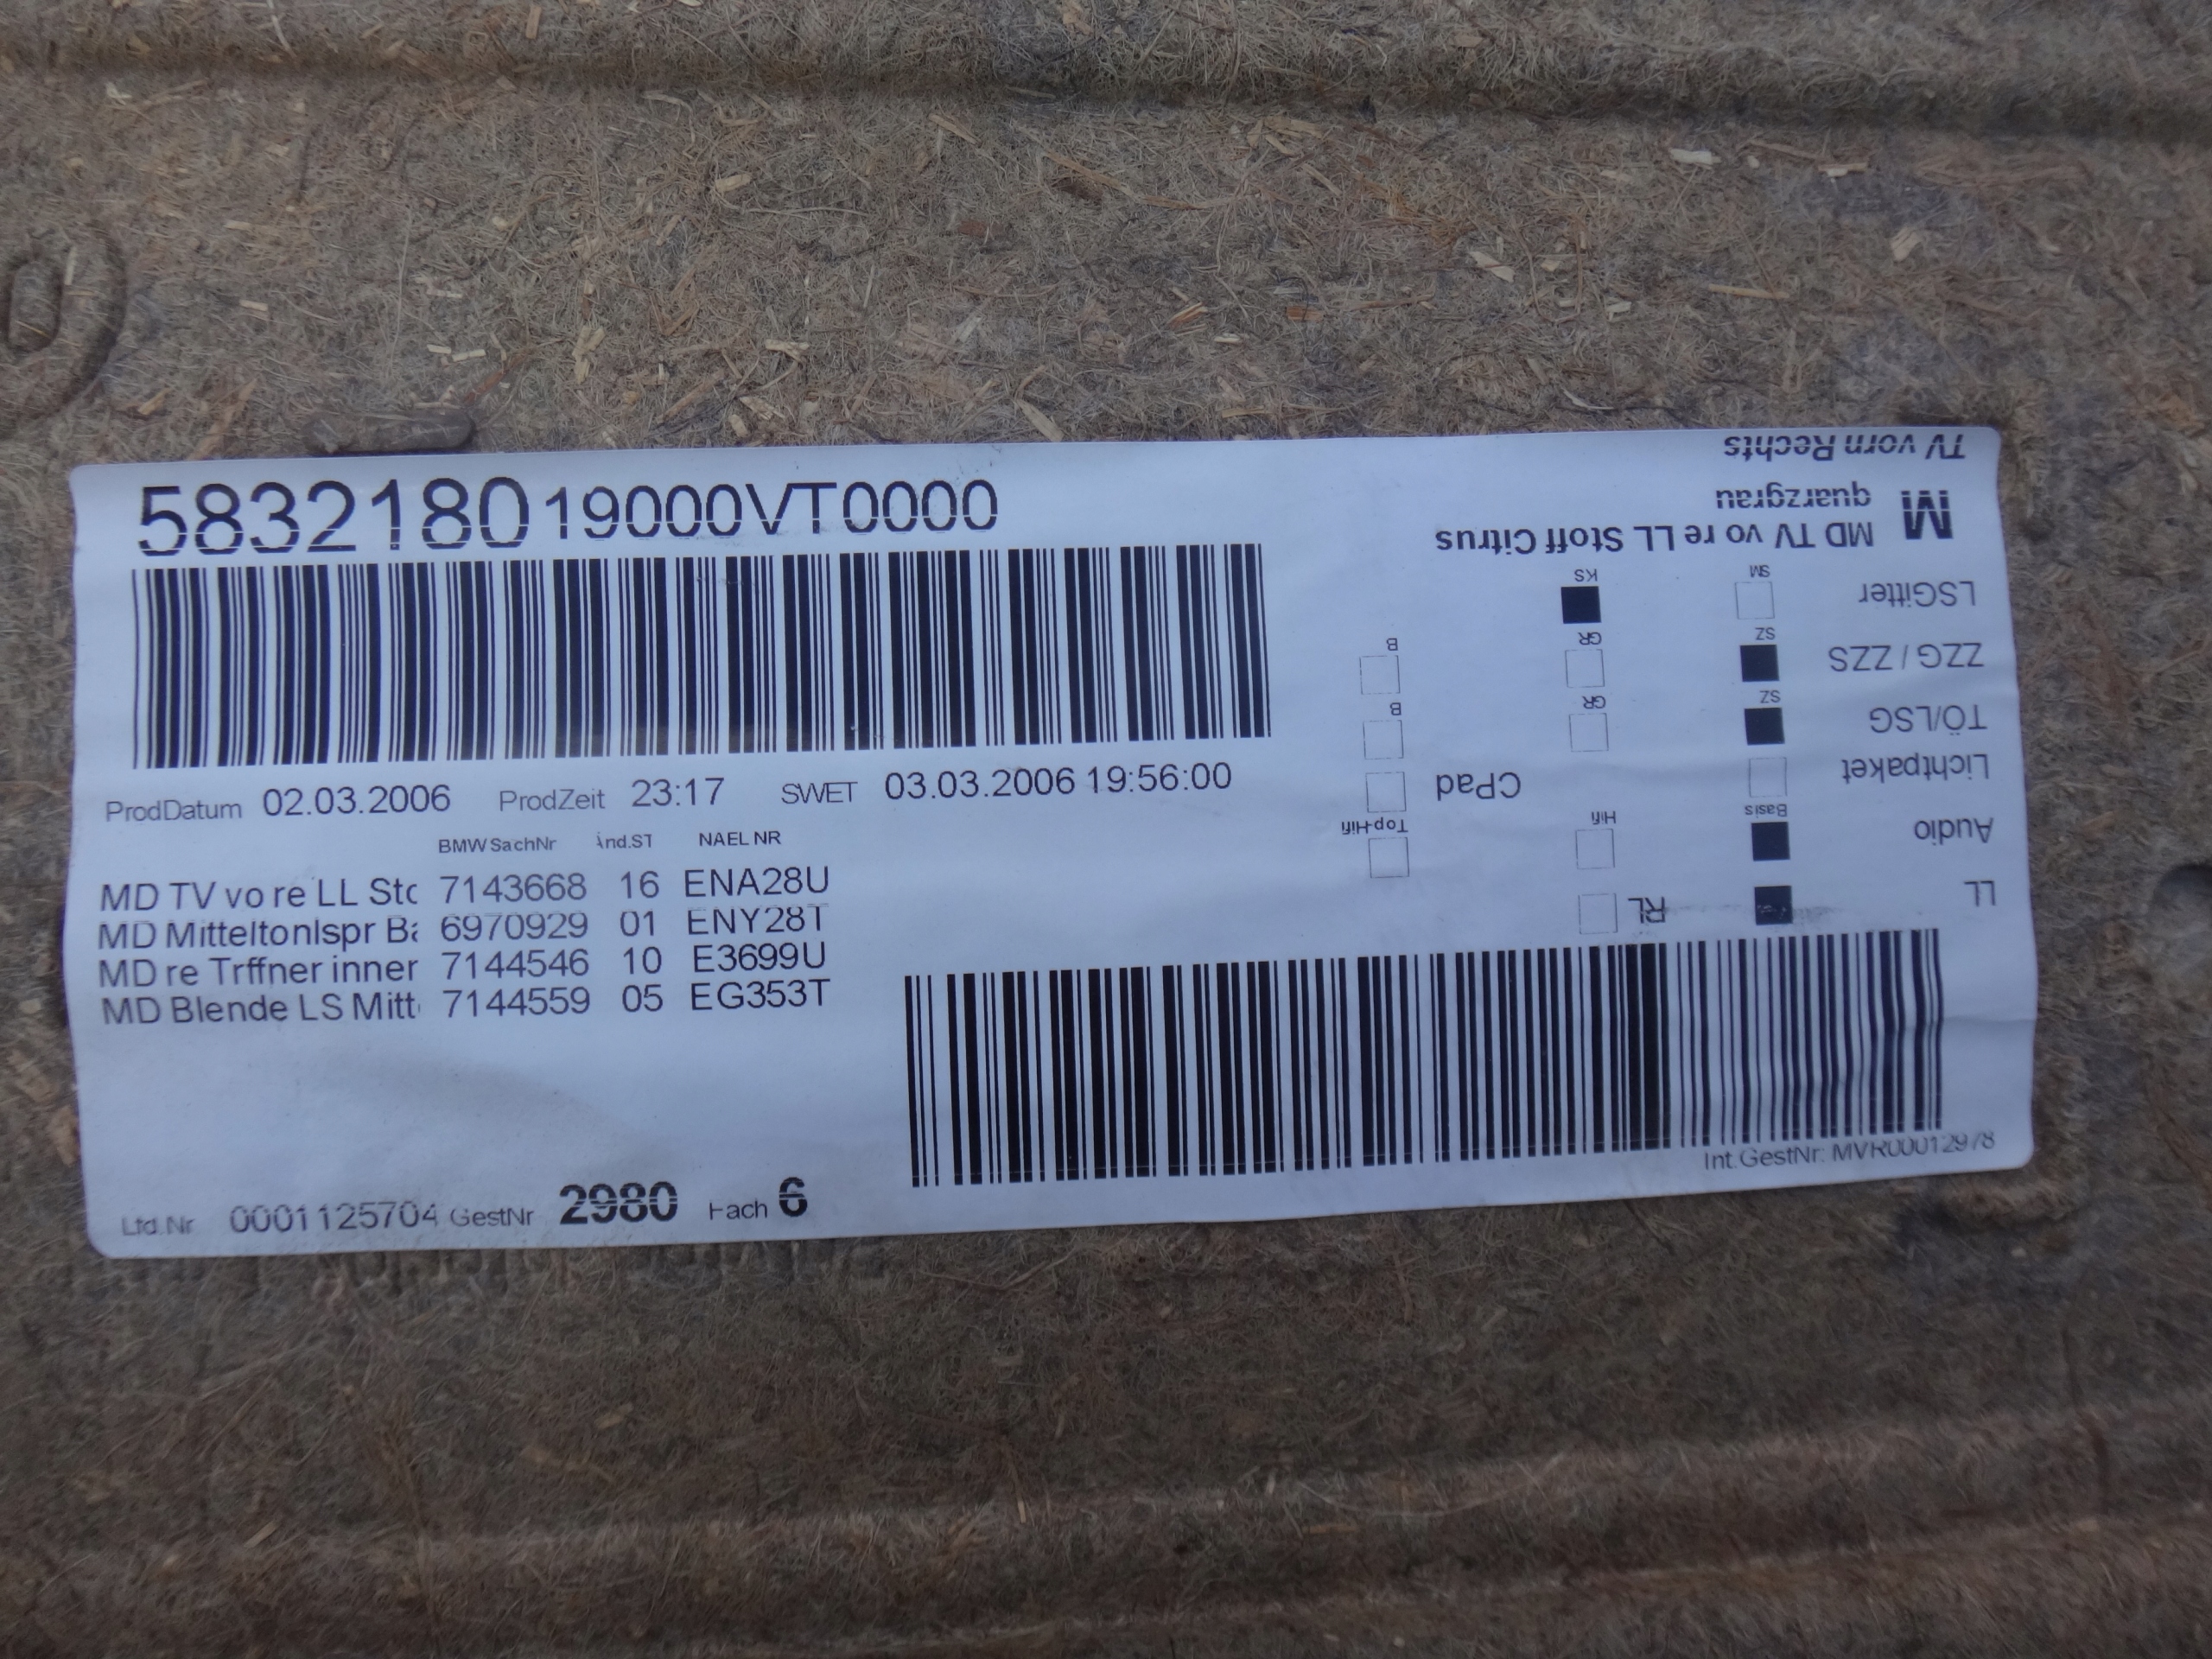 583218019000VT0000
ProdDatum 02.03.2006 ProdZeit 23:17 SWET 03.03.2006 19:56:00
BMWSachNr Änd.ST NAEL NR
MD TV vo re LL Stc 7143668 16 ENA28U
MD Mitteltonlspr Ba 6970929 01 ENY28T
MD re Trffner inner 7144546 10 E3699U
MD Blende LS Mitt 7144559 05 EG353T
Lfd.Nr 0001125704 GestNr 2980 Fach 6
Int.GestNr: MVR00012978
LL RL
Audio Basis Hifi Top-Hifi
Lichtpaket CPad
TÖ/LSG SZ GR B
ZZG / ZZS SZ GR B
LSGitter SM KS
M MD TV vo re LL Stoff Citrus
quarzgrau
TV vorn Rechts